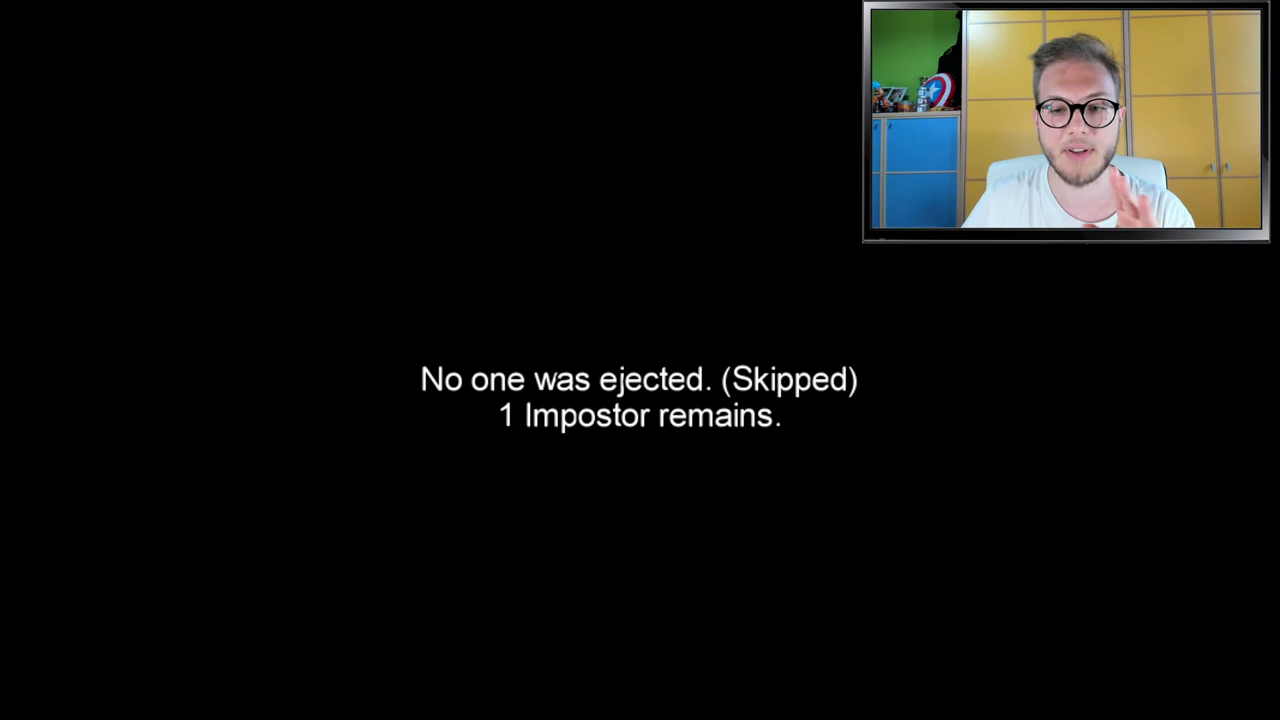 No one was ejected. (Skipped)
1 Impostor remains.